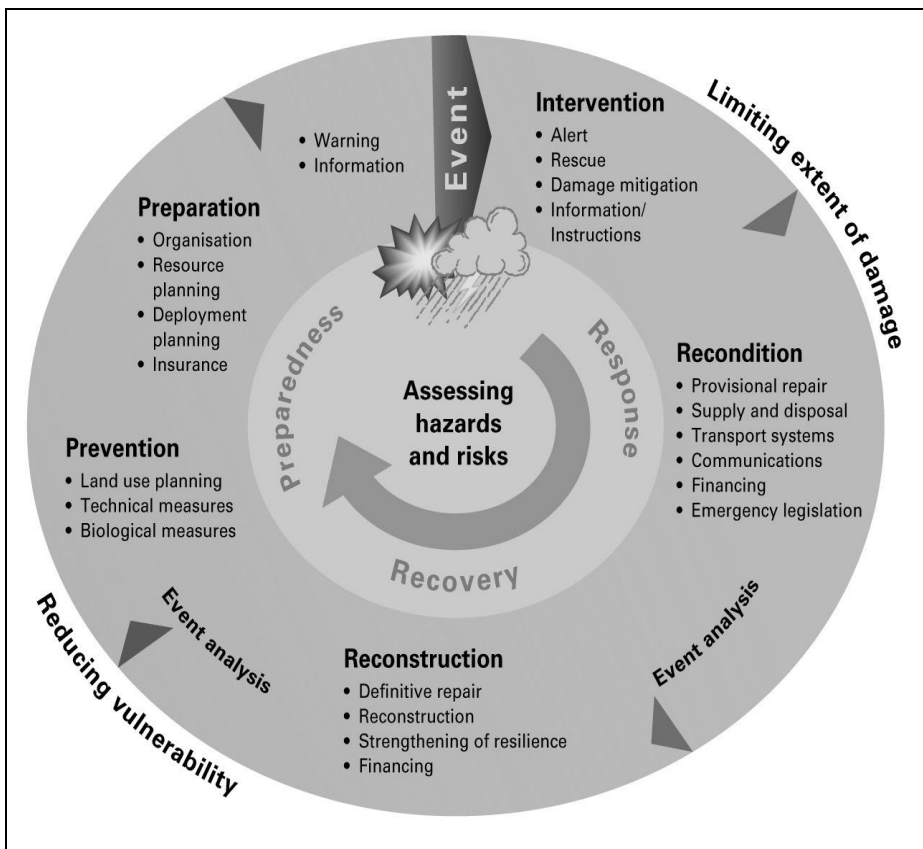 Event
Intervention
• Alert
• Rescue
• Damage mitigation
• Information/
Instructions
Limiting extent of damage
Recondition
• Provisional repair
• Supply and disposal
• Transport systems
• Communications
• Financing
• Emergency legislation
Event analysis
Reconstruction
• Definitive repair
• Reconstruction
• Strengthening of resilience
• Financing
Event analysis
Reducing vulnerability
Prevention
• Land use planning
• Technical measures
• Biological measures
Preparation
• Organisation
• Resource
planning
• Deployment
planning
• Insurance
• Warning
• Information
Preparedness
Response
Recovery
Assessing
hazards
and risks